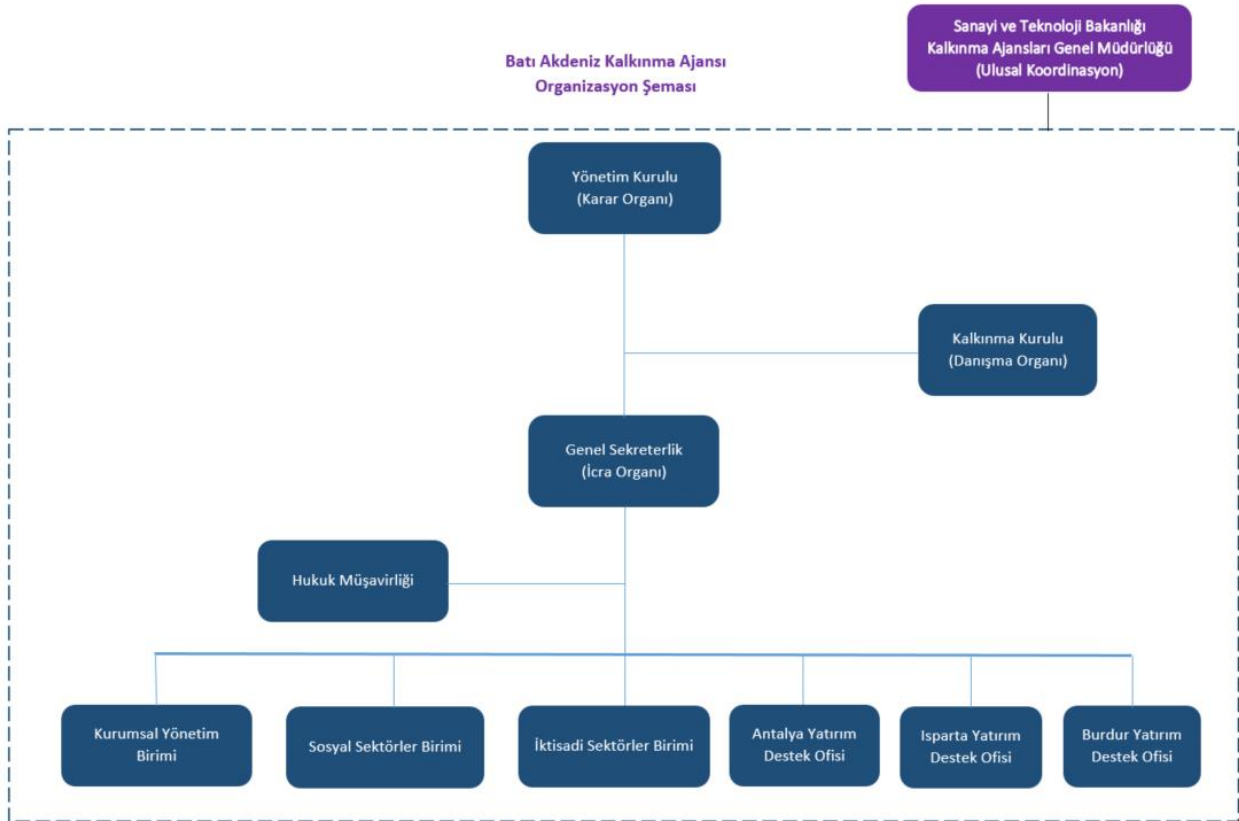 Sanayi ve Teknoloji Bakanlığı
Kalkınma Ajansları Genel Müdürlüğü
(Ulusal Koordinasyon)
Batı Akdeniz Kalkınma Ajansı
Organizasyon Şeması
Yönetim Kurulu
(Karar Organı)
Kalkınma Kurulu
(Danışma Organı)
Genel Sekreterlik
(İcra Organı)
Hukuk Müşavirliği
Kurumsal Yönetim
Birimi
Sosyal Sektörler Birimi
İktisadi Sektörler Birimi
Antalya Yatırım
Destek Ofisi
Isparta Yatırım
Destek Ofisi
Burdur Yatırım
Destek Ofisi